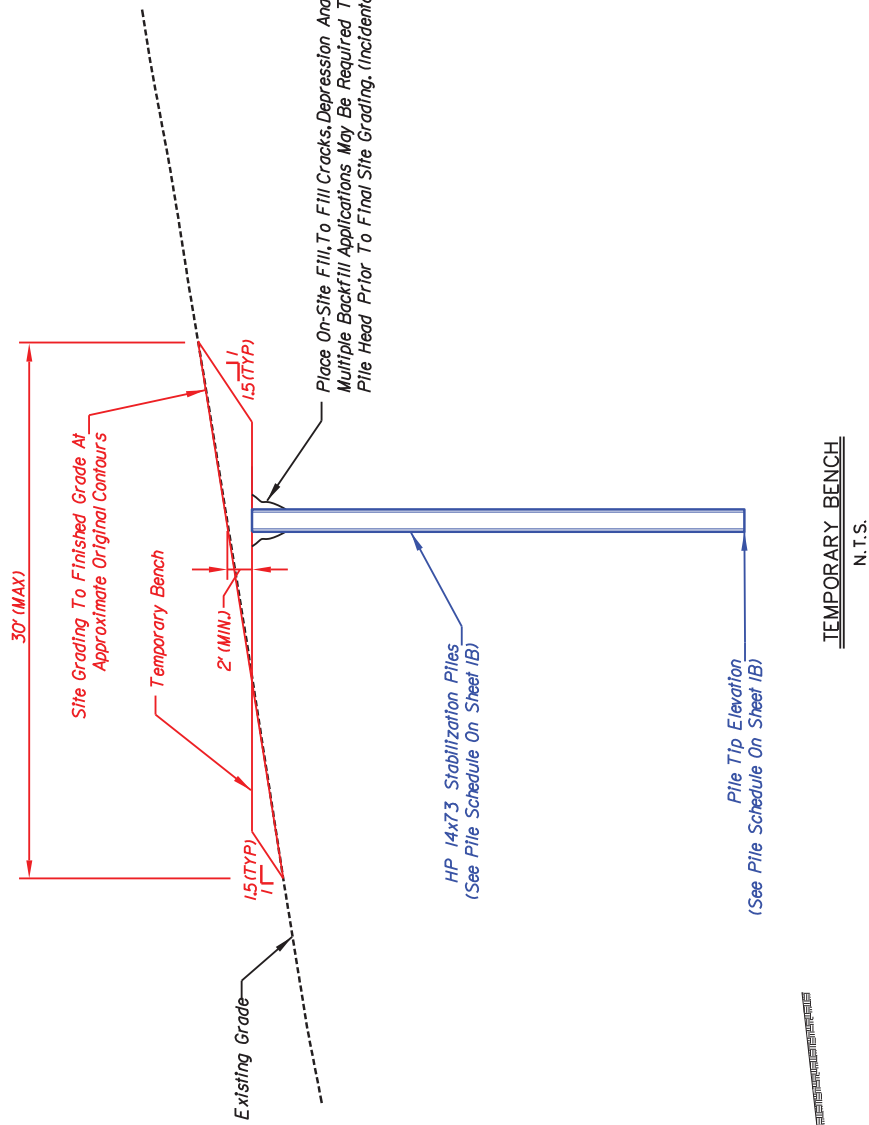 30' (MAX)
Site Grading To Finished Grade At
Approximate Original Contours
Temporary Bench
2' (MIN.)
1
1.5(TYP)
1.5(TYP)
1
Existing Grade
Place On-Site Fill, To Fill Cracks, Depression And
Multiple Backfill Applications May Be Required
Pile Head Prior To Final Site Grading.
HP 14x73 Stabilization Piles
(See Pile Schedule On Sheet 1B)
Pile Tip Elevation
(See Pile Schedule On Sheet 1B)
TEMPORARY BENCH
N.T.S.